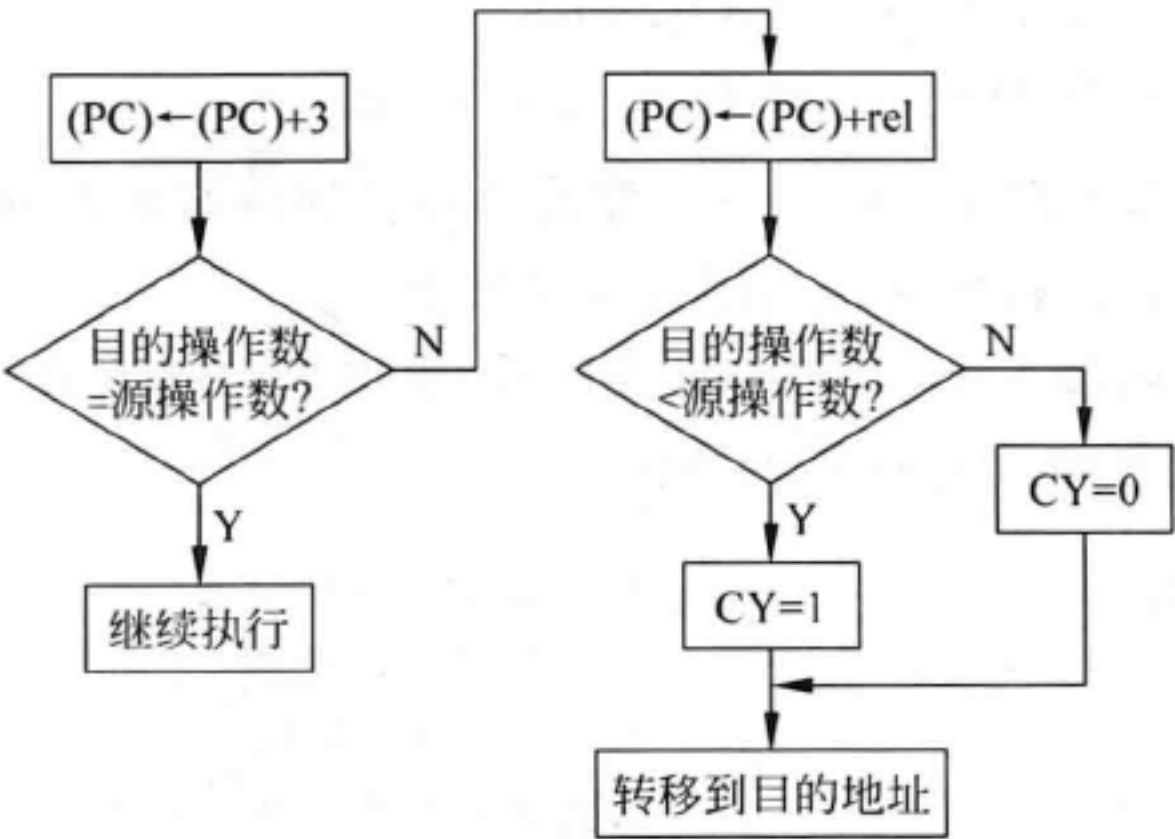 (PC)←(PC)+3
目的操作数
=源操作数?
N
Y
继续执行
(PC)←(PC)+rel
目的操作数
<源操作数?
N
CY=0
Y
CY=1
转移到目的地址